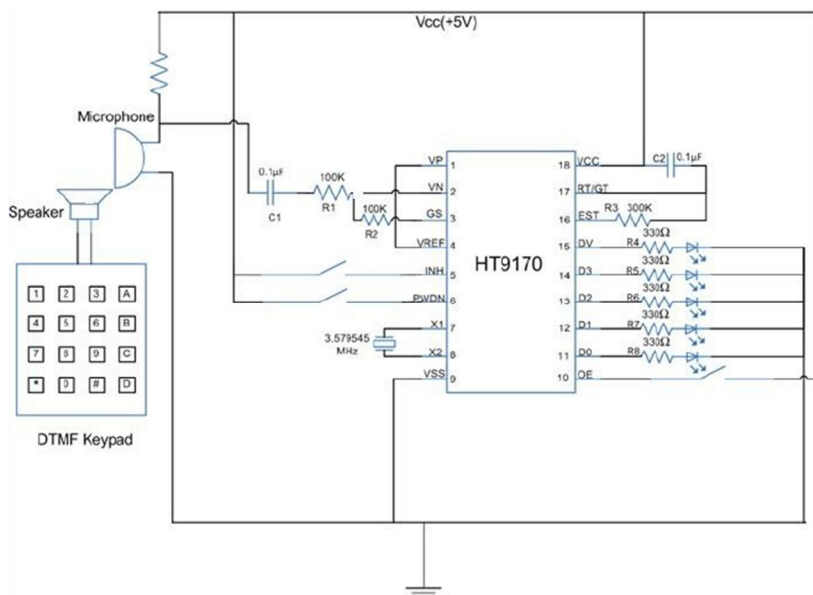 Vcc(+5V)
Microphone
Speaker
0.1µF
C1
100K
R1
100K
R2
VP 1
VN 2
GS 3
VREF 4
INH 5
PWDN 6
X1 7
X2 8
VSS 9
HT9170
18 VCC
17 RT/GT
16 EST
15 DV
14 D3
13 D2
12 D1
11 D0
10 OE
C2 0.1µF
R3 300K
330Ω
R4
330Ω
R5
330Ω
R6
330Ω
R7
330Ω
R8
3.579545
MHz
1 2 3 A
4 5 6 B
7 8 9 C
* 0 # D
DTMF Keypad